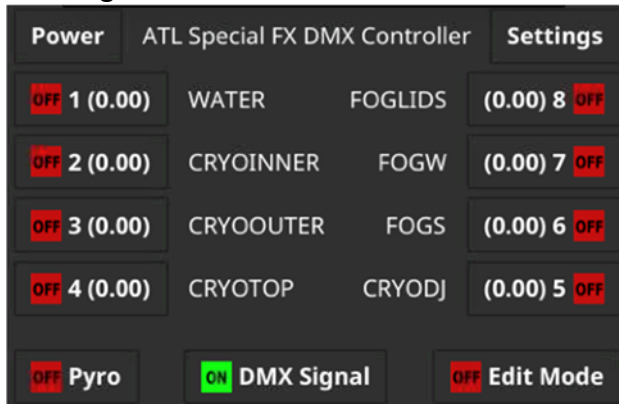 Power ATL Special FX DMX Controller Settings
OFF 1 (0.00) WATER FOGLIDS (0.00) 8 OFF
OFF 2 (0.00) CRYOINNER FOGW (0.00) 7 OFF
OFF 3 (0.00) CRYOOUTER FOGS (0.00) 6 OFF
OFF 4 (0.00) CRYOTOP CRYODJ (0.00) 5 OFF
OFF Pyro ON DMX Signal OFF Edit Mode